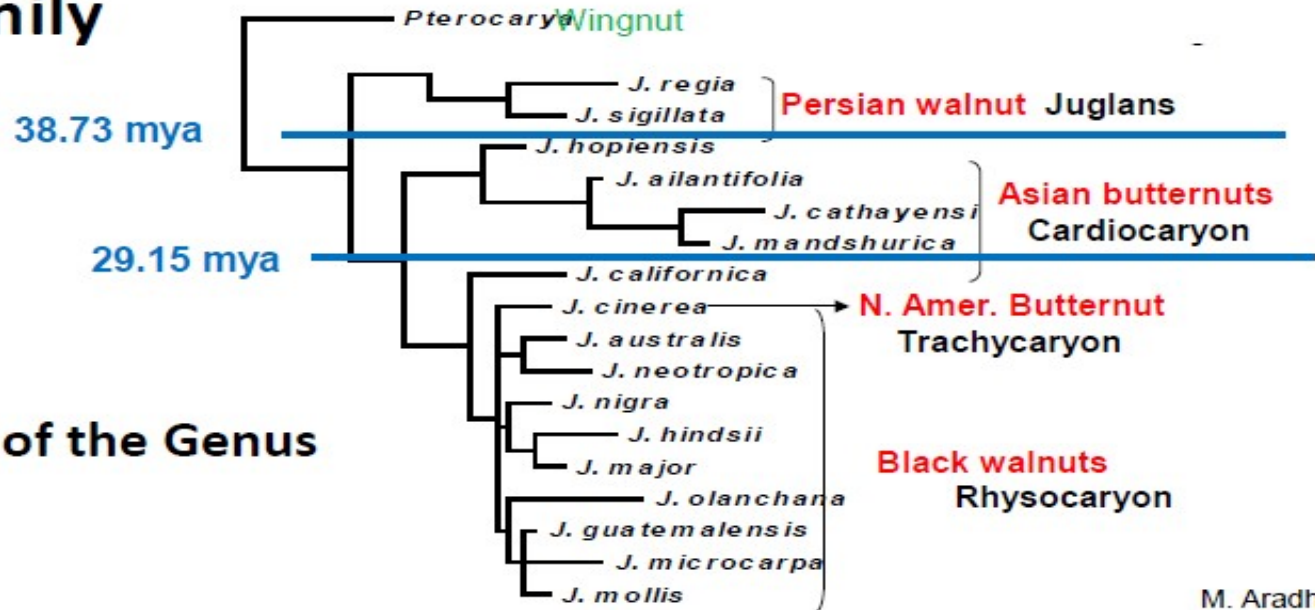 nily
Pterocarya Wingnut
J. regia
Persian walnut Juglans
J. sigillata
38.73 mya
J. hopiensis
J. ailantifolia
Asian butternuts
J. cathayensi
Cardiocaryon
J. mandshurica
29.15 mya
J. californica
J. cinerea
N. Amer. Butternut
J. australis
Trachycaryon
J. neotropica
J. nigra
of the Genus
J. hindsii
J. major
Black walnuts
J. olanchana
Rhysocaryon
J. guatemalensis
J. microcarpa
J. mollis
M. Aradh